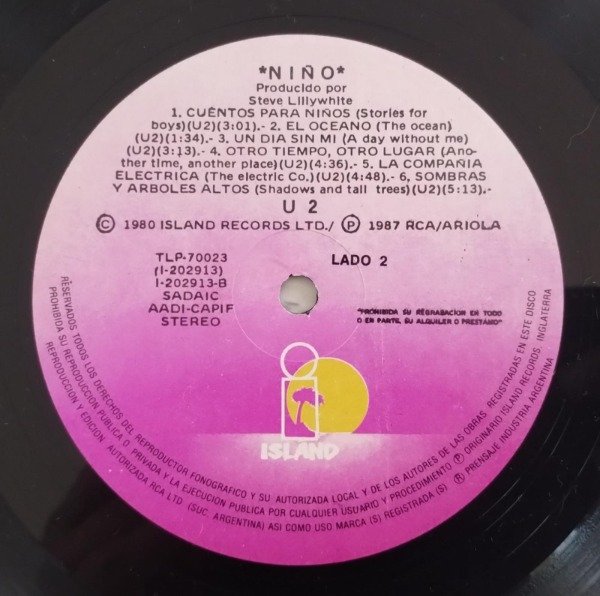 *NIÑO*
Producido por
Steve Lillywhite
1. CUENTOS PARA NIÑOS (Stories for
boys)(U2)(3:01).- 2. EL OCEANO (The ocean)
(U2)(1:34).- 3. UN DIA SIN MI (A day without me)
(U2)(3:13).- 4. OTRO TIEMPO, OTRO LUGAR (Ano-
ther time, another place)(U2)(4:36).- 5. LA COMPAÑIA
ELECTRICA (The electric Co.)(U2)(4:48).- 6, SOMBRAS
Y ARBOLES ALTOS (Shadows and tall trees)(U2)(5:13).-
U 2
Ⓒ 1980 ISLAND RECORDS LTD./ Ⓟ 1987 RCA/ARIOLA
TLP-70023
(I-202913)
I-202913-B
SADAIC
AADI-CAPIF
STEREO
LADO 2
"PROHIBIDA SU REGRABACION EN TODO
O EN PARTE, SU ALQUILER O PRESTAMO"
ISLAND
RESERVADOS TODOS LOS DERECHOS DEL REPRODUCTOR FONOGRAFICO Y SU AUTORIZADA LOCAL Y DE LOS AUTORES DE LAS OBRAS REGISTRADAS EN ESTE DISCO
PROHIBIDA SU REPRODUCCION PUBLICA O PRIVADA Y LA EJECUCION PUBLICA POR CUALQUIER USUARIO Y PROCEDIMIENTO Ⓟ ORIGINARIO ISLAND RECORDS, INGLATERRA
REPRODUCCION Y EDICION AUTORIZADA RCA LTD (SUC. ARGENTINA) ASI COMO USO MARCA (S) REGISTRADA (S) Ⓡ PRENSAJE INDUSTRIA ARGENTINA